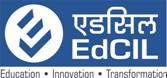 एडसिल
EdCIL
Education • Innovation • Transformation